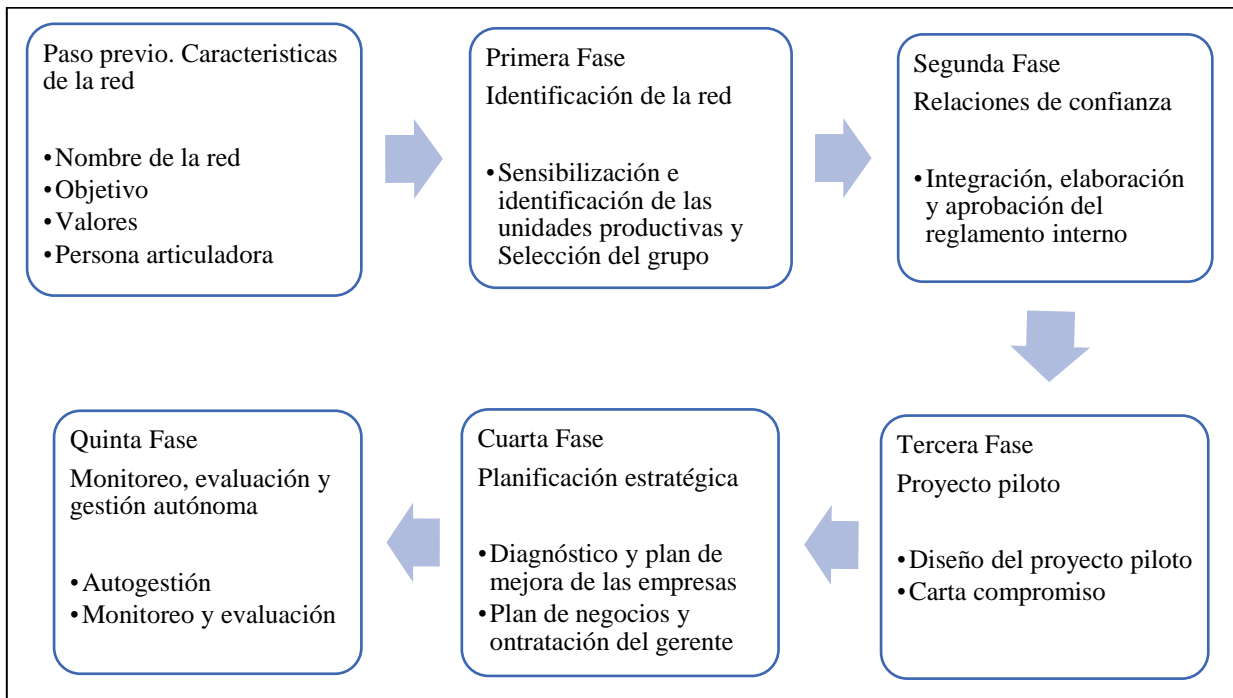 Paso previo. Caracteristicas
de la red
•Nombre de la red
•Objetivo
•Valores
•Persona articuladora
Primera Fase
Identificación de la red
•Sensibilización e
identificación de las
unidades productivas y
Selección del grupo
Segunda Fase
Relaciones de confianza
•Integración, elaboración
y aprobación del
reglamento interno
Tercera Fase
Proyecto piloto
•Diseño del proyecto piloto
•Carta compromiso
Cuarta Fase
Planificación estratégica
•Diagnóstico y plan de
mejora de las empresas
•Plan de negocios y
ontratación del gerente
Quinta Fase
Monitoreo, evaluación y
gestión autónoma
•Autogestión
•Monitoreo y evaluación